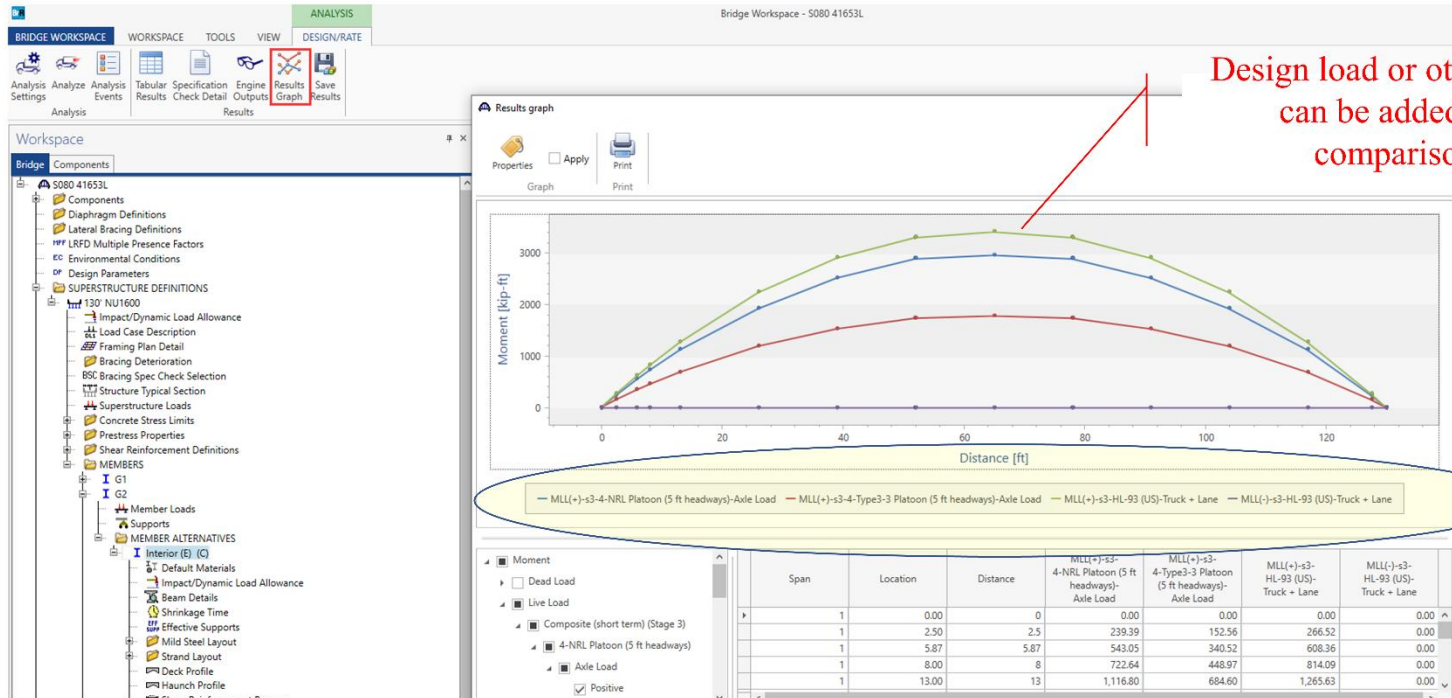 BrR
ANALYSIS
Bridge Workspace - S080 41653L
BRIDGE WORKSPACE WORKSPACE TOOLS VIEW DESIGN/RATE
Analysis Settings
Analyze
Analysis Events
Tabular Results
Specification Check Detail
Engine Outputs
Results Graph
Save Results
Analysis Results
Workspace
Bridge Components
S080 41653L
Components
Diaphragm Definitions
Lateral Bracing Definitions
MPF LRFD Multiple Presence Factors
EC Environmental Conditions
DP Design Parameters
SUPERSTRUCTURE DEFINITIONS
130' NU1600
Impact/Dynamic Load Allowance
Load Case Description
Framing Plan Detail
Bracing Deterioration
BSC Bracing Spec Check Selection
Structure Typical Section
Superstructure Loads
Concrete Stress Limits
Prestress Properties
Shear Reinforcement Definitions
MEMBERS
G1
G2
Member Loads
Supports
MEMBER ALTERNATIVES
Interior (E) (C)
Default Materials
Impact/Dynamic Load Allowance
Beam Details
Shrinkage Time
Effective Supports
Mild Steel Layout
Strand Layout
Deck Profile
Haunch Profile
Design load or ot
can be added
compariso
Results graph
Properties
Apply
Print
Graph Print
Moment [kip-ft]
3000
2000
1000
0
0 20 40 60 80 100 120
Distance [ft]
MLL(+)-s3-4-NRL Platoon (5 ft headways)-Axle Load MLL(+)-s3-4-Type3-3 Platoon (5 ft headways)-Axle Load MLL(+)-s3-HL-93 (US)-Truck + Lane MLL(-)-s3-HL-93 (US)-Truck + Lane
Moment
Dead Load
Live Load
Composite (short term) (Stage 3)
4-NRL Platoon (5 ft headways)
Axle Load
Positive
Span Location Distance MLL(+)-s3-4-NRL Platoon (5 ft headways)-Axle Load MLL(+)-s3-4-Type3-3 Platoon (5 ft headways)-Axle Load MLL(+)-s3-HL-93 (US)-Truck + Lane MLL(-)-s3-HL-93 (US)-Truck + Lane
1 0.00 0 0.00 0.00 0.00 0.00
1 2.50 2.5 239.39 152.56 266.52 0.00
1 5.87 5.87 543.05 340.52 608.36 0.00
1 8.00 8 722.64 448.97 814.09 0.00
1 13.00 13 1,116.80 684.60 1,265.63 0.00